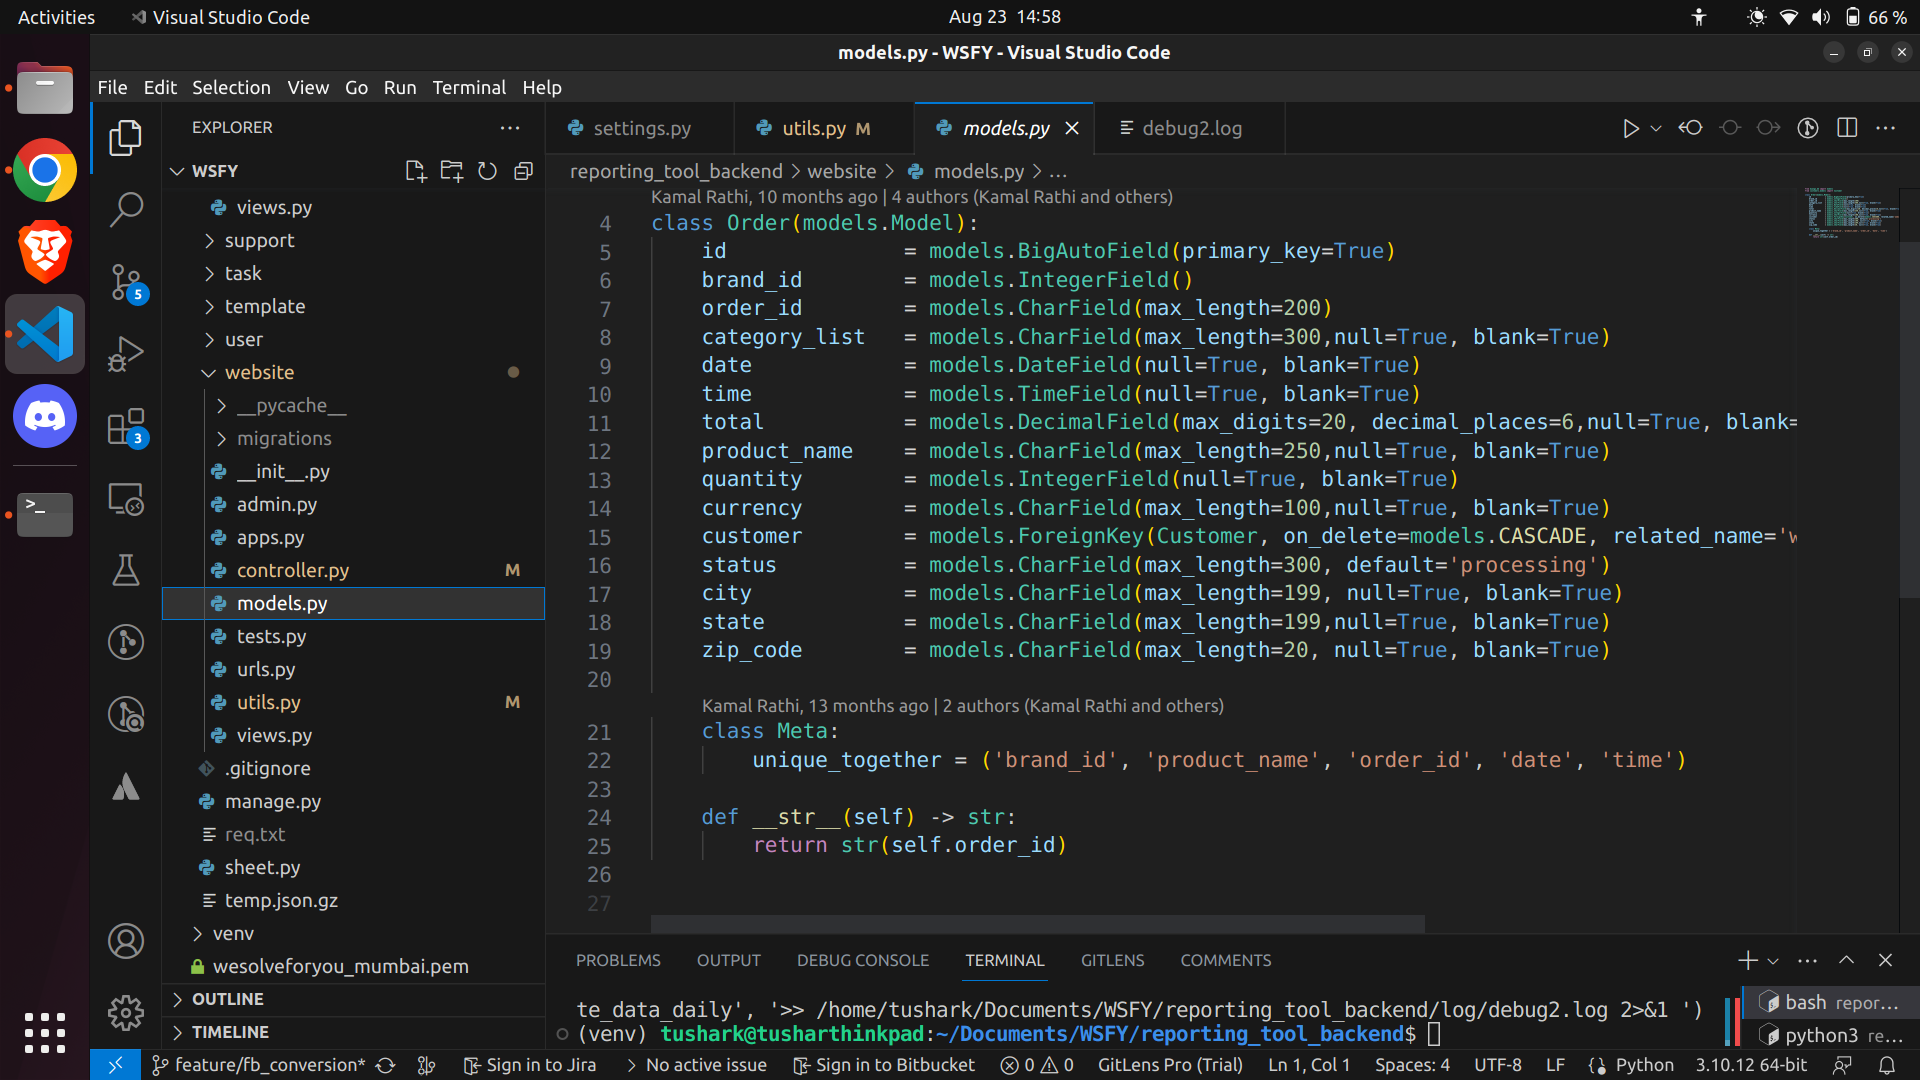 Activities
Visual Studio Code
Aug 23 14:58
66 %
models.py - WSFY - Visual Studio Code
File Edit Selection View Go Run Terminal Help
EXPLORER
WSFY
views.py
support
task
template
user
website
__pycache__
migrations
__init__.py
admin.py
apps.py
controller.py M
models.py
tests.py
urls.py
utils.py M
views.py
.gitignore
manage.py
req.txt
sheet.py
temp.json.gz
venv
wesolveforyou_mumbai.pem
OUTLINE
TIMELINE
5
3
settings.py
utils.py M
models.py
debug2.log
reporting_tool_backend > website > models.py > ...
Kamal Rathi, 10 months ago | 4 authors (Kamal Rathi and others)
4 class Order(models.Model):
5 id = models.BigAutoField(primary_key=True)
6 brand_id = models.IntegerField()
7 order_id = models.CharField(max_length=200)
8 category_list = models.CharField(max_length=300,null=True, blank=True)
9 date = models.DateField(null=True, blank=True)
10 time = models.TimeField(null=True, blank=True)
11 total = models.DecimalField(max_digits=20, decimal_places=6,null=True, blank=
12 product_name = models.CharField(max_length=250,null=True, blank=True)
13 quantity = models.IntegerField(null=True, blank=True)
14 currency = models.CharField(max_length=100,null=True, blank=True)
15 customer = models.ForeignKey(Customer, on_delete=models.CASCADE, related_name='w
16 status = models.CharField(max_length=300, default='processing')
17 city = models.CharField(max_length=199, null=True, blank=True)
18 state = models.CharField(max_length=199,null=True, blank=True)
19 zip_code = models.CharField(max_length=20, null=True, blank=True)
20
Kamal Rathi, 13 months ago | 2 authors (Kamal Rathi and others)
21 class Meta:
22 unique_together = ('brand_id', 'product_name', 'order_id', 'date', 'time')
23
24 def __str__(self) -> str:
25 return str(self.order_id)
26
27
PROBLEMS OUTPUT DEBUG CONSOLE TERMINAL GITLENS COMMENTS
te_data_daily', '>> /home/tushark/Documents/WSFY/reporting_tool_backend/log/debug2.log 2>&1 ')
(venv) tushark@tusharthinkpad:~/Documents/WSFY/reporting_tool_backend$
bash repor...
python3 re...
feature/fb_conversion*
Sign in to Jira
No active issue
Sign in to Bitbucket
0 0
GitLens Pro (Trial)
Ln 1, Col 1
Spaces: 4
UTF-8
LF
Python
3.10.12 64-bit